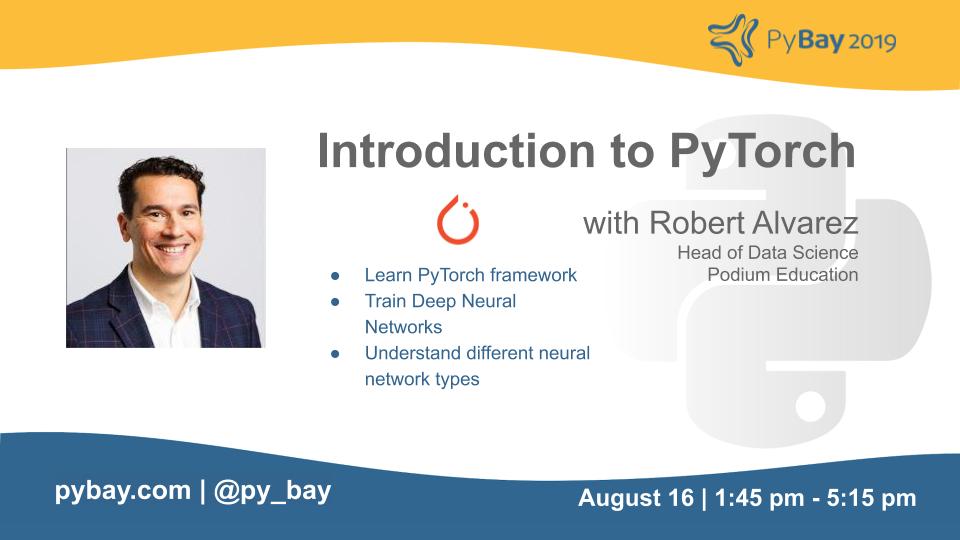 PyBay 2019
Introduction to PyTorch
with Robert Alvarez
Head of Data Science
Podium Education
● Learn PyTorch framework
● Train Deep Neural
Networks
● Understand different neural
network types
pybay.com | @py_bay
August 16 | 1:45 pm - 5:15 pm